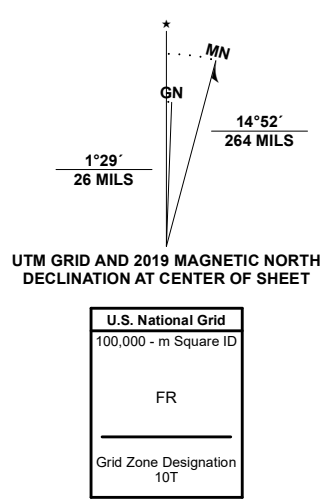 ★
MN
GN
14°52´
264 MILS
1°29´
26 MILS
UTM GRID AND 2019 MAGNETIC NORTH
DECLINATION AT CENTER OF SHEET
U.S. National Grid
100,000 - m Square ID
FR
Grid Zone Designation
10T